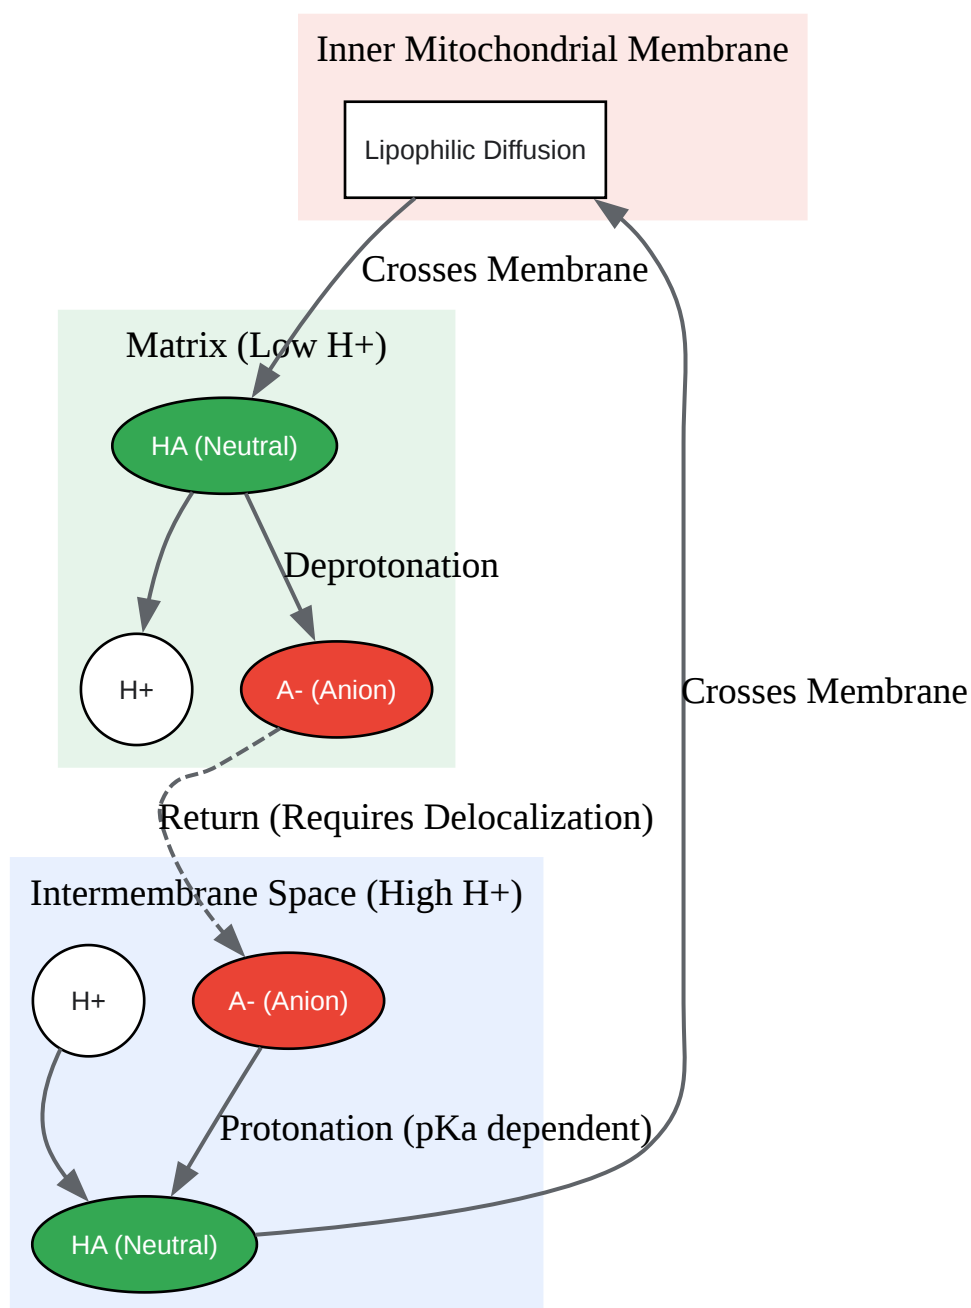 Inner Mitochondrial Membrane
Lipophilic Diffusion
Crosses Membrane
Matrix (Low H+)
HA (Neutral)
Deprotonation
H+
A- (Anion)
Crosses Membrane
Return (Requires Delocalization)
Intermembrane Space (High H+)
H+
A- (Anion)
Protonation (pKa dependent)
HA (Neutral)